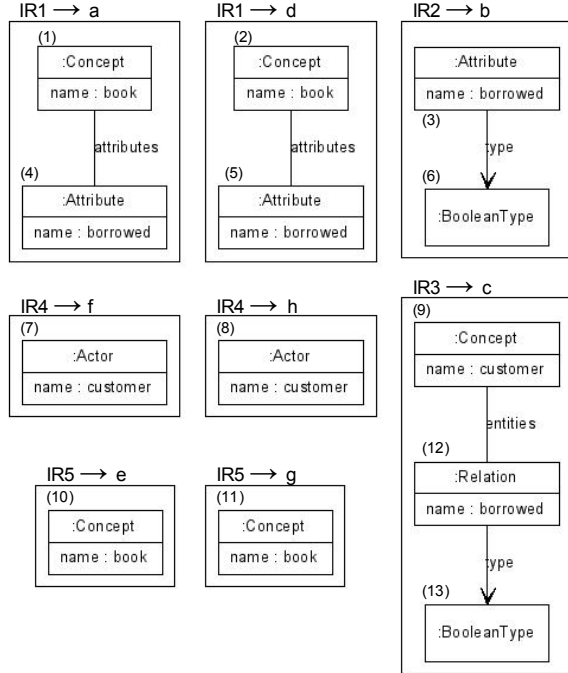 IR1 → a
(1)
:Concept
name : book
attributes
(4)
:Attribute
name : borrowed
IR1 → d
(2)
:Concept
name : book
attributes
(5)
:Attribute
name : borrowed
IR2 → b
:Attribute
name : borrowed
(3)
type
(6)
:BooleanType
IR4 → f
(7)
:Actor
name : customer
IR4 → h
(8)
:Actor
name : customer
IR3 → c
(9)
:Concept
name : customer
entities
(12)
:Relation
name : borrowed
type
(13)
:BooleanType
IR5 → e
(10)
:Concept
name : book
IR5 → g
(11)
:Concept
name : book